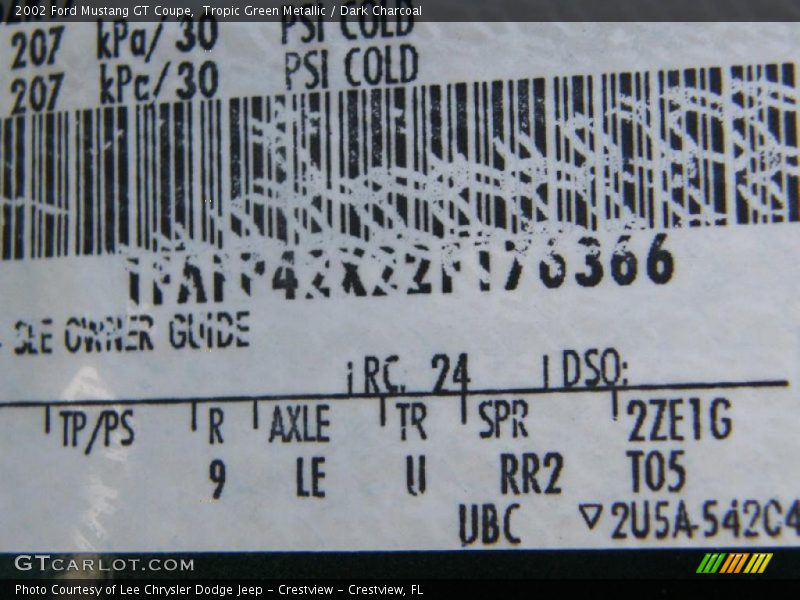 2002 Ford Mustang GT Coupe, Tropic Green Metallic / Dark Charcoal
207 kPa/30 PSI COLD
207 kPc/30 PSI COLD
1FAFP42X22F176366
SEE OWNER GUIDE
RC: 24 DSO:
TP/PS R AXLE TR SPR 2ZE1G
9 LE U RR2 T05
UBC ▽2U5A-542C4
GTCARLOT.COM
Photo Courtesy of Lee Chrysler Dodge Jeep - Crestview - Crestview, FL